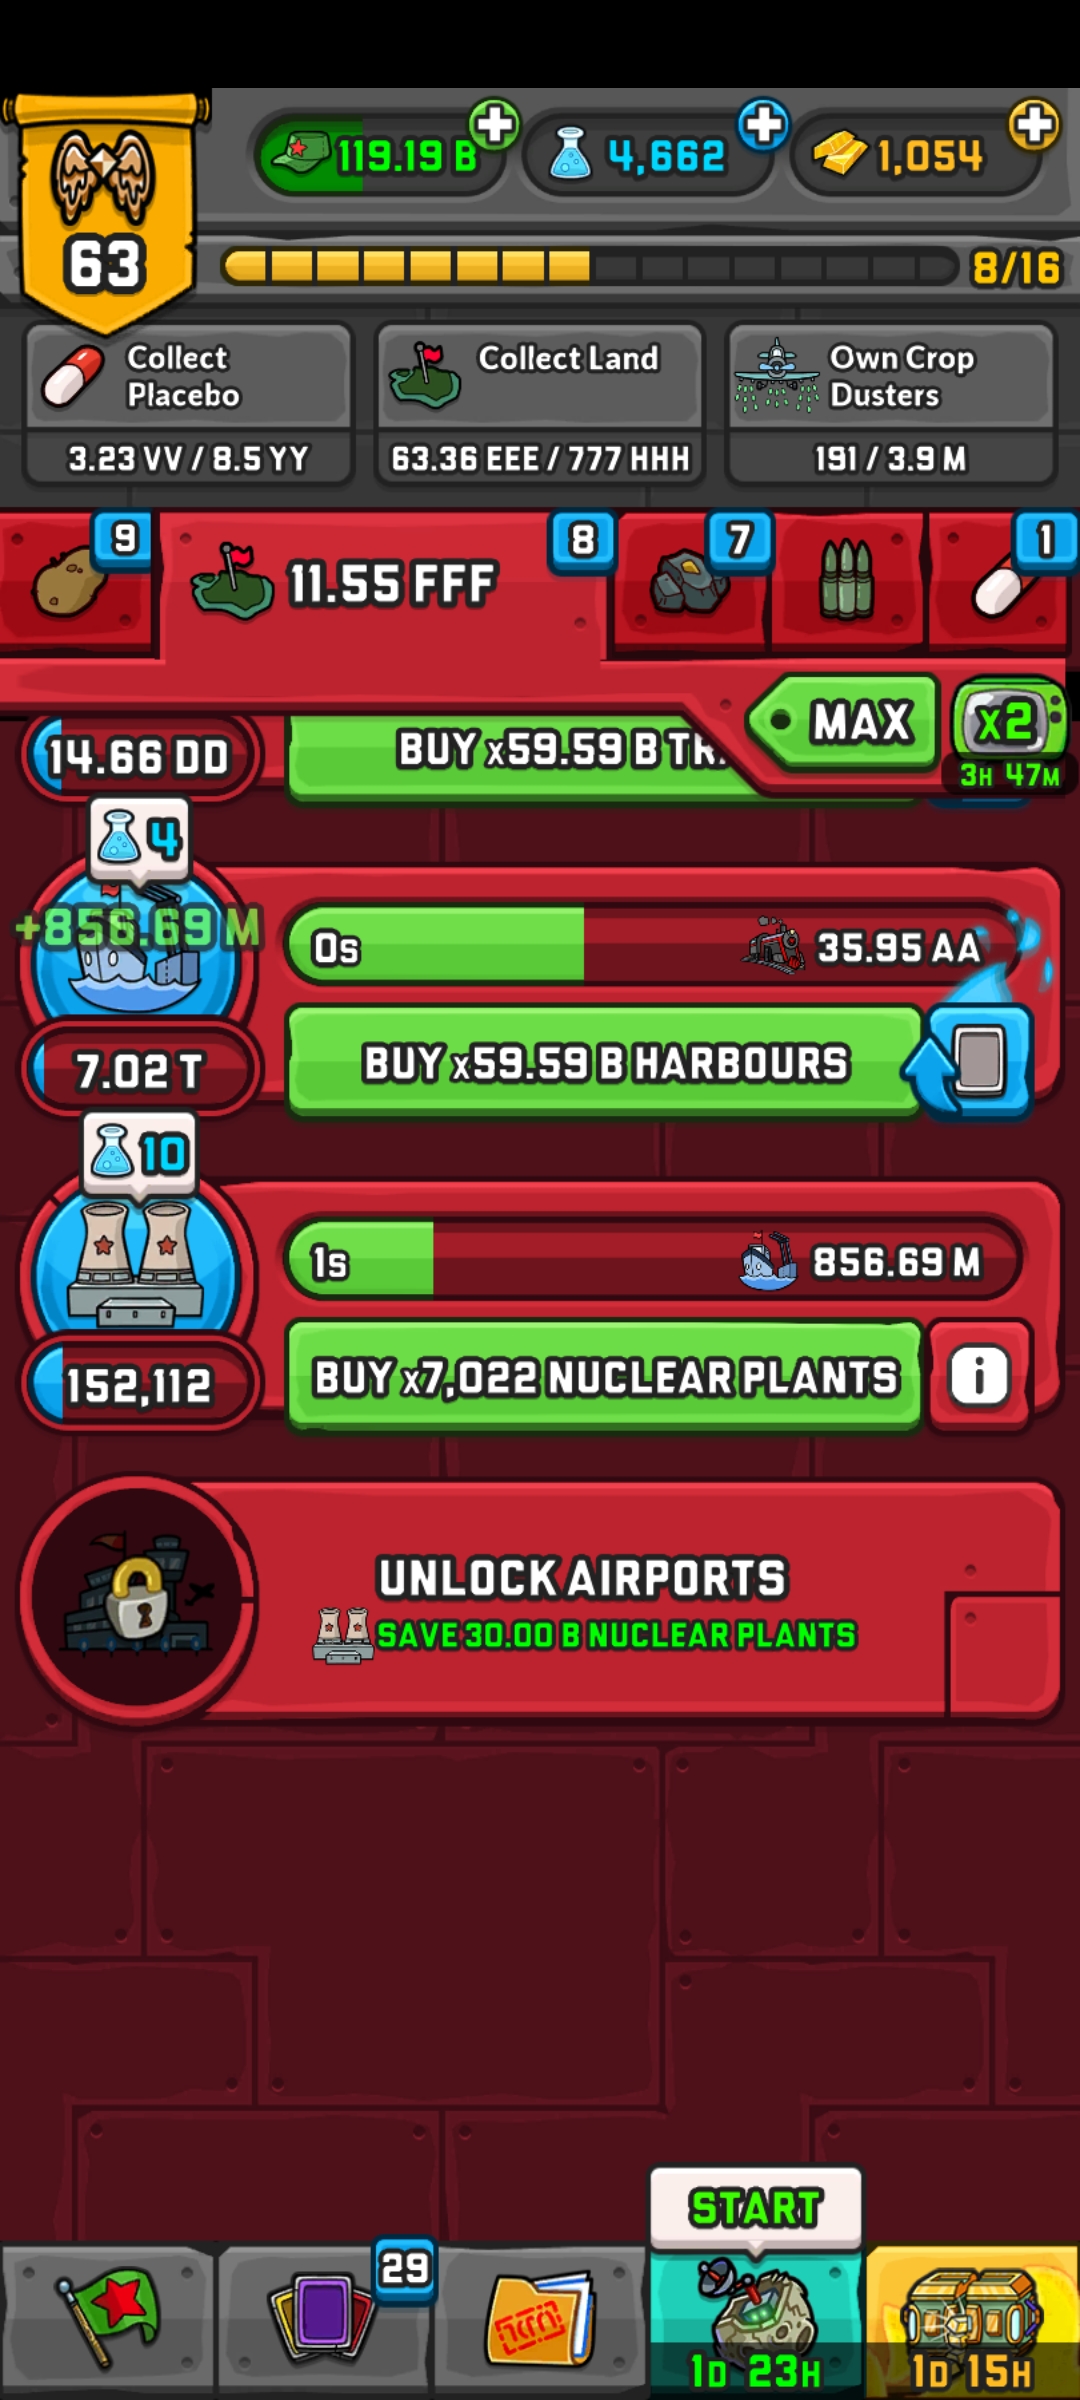 119.19 B
4,662
1,054
63
8/16
Collect Placebo
3.23 VV / 8.5 YY
Collect Land
63.36 EEE / 777 HHH
Own Crop Dusters
191 / 3.9 M
9
11.55 FFF
8
7
1
MAX
x2
3H 47M
14.66 DD
BUY x59.59 B
4
+856.69 M
0s
35.95 AA
7.02 T
BUY x59.59 B HARBOURS
10
1s
856.69 M
152,112
BUY x7,022 NUCLEAR PLANTS
i
UNLOCK AIRPORTS
SAVE 30.00 B NUCLEAR PLANTS
START
29
1D 23H
1D 15H